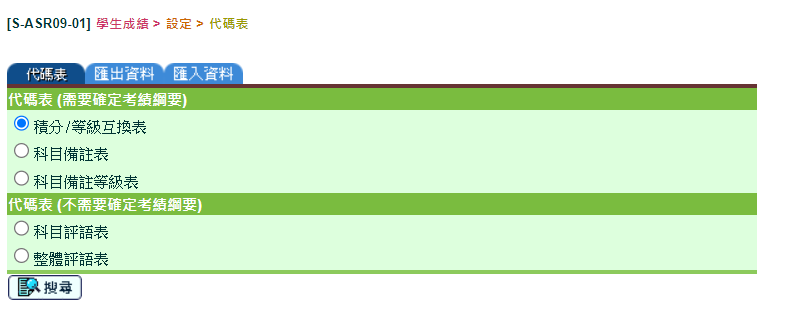 [S-ASR09-01] 學生成績 > 設定 > 代碼表
代碼表 匯出資料 匯入資料
代碼表 (需要確定考績綱要)
積分/等級互換表
科目備註表
科目備註等級表
代碼表 (不需要確定考績綱要)
科目評語表
整體評語表
搜尋